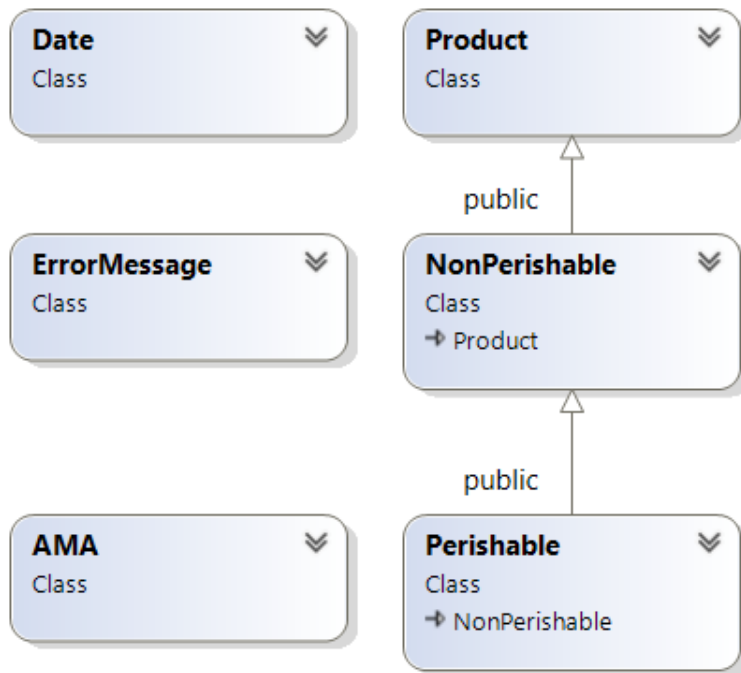 Date
Class
Product
Class
public
ErrorMessage
Class
NonPerishable
Class
Product
public
AMA
Class
Perishable
Class
NonPerishable